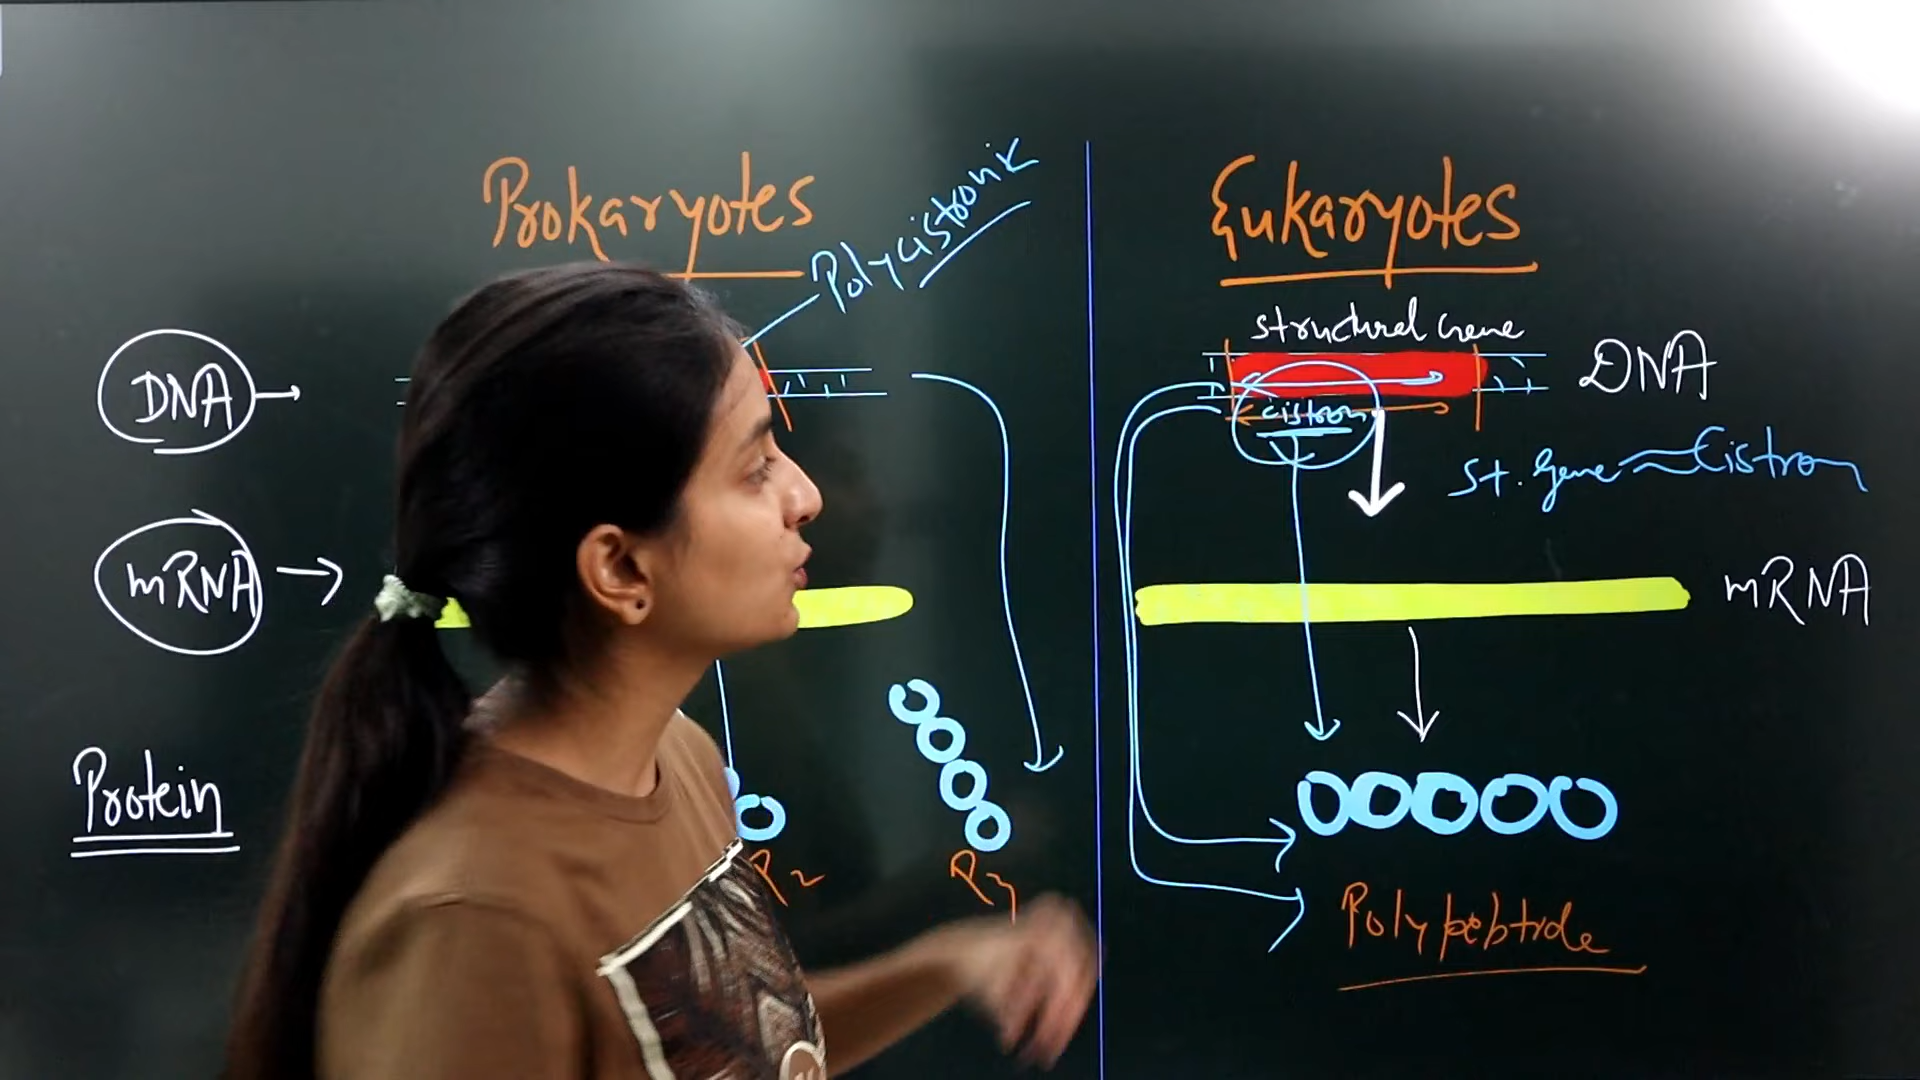 Prokaryotes
Polycistronic
DNA
mRNA
Protein
P2
P3
Eukaryotes
Structural Gene
DNA
cistron
St. Gene ≈ Cistron
mRNA
Polypeptide